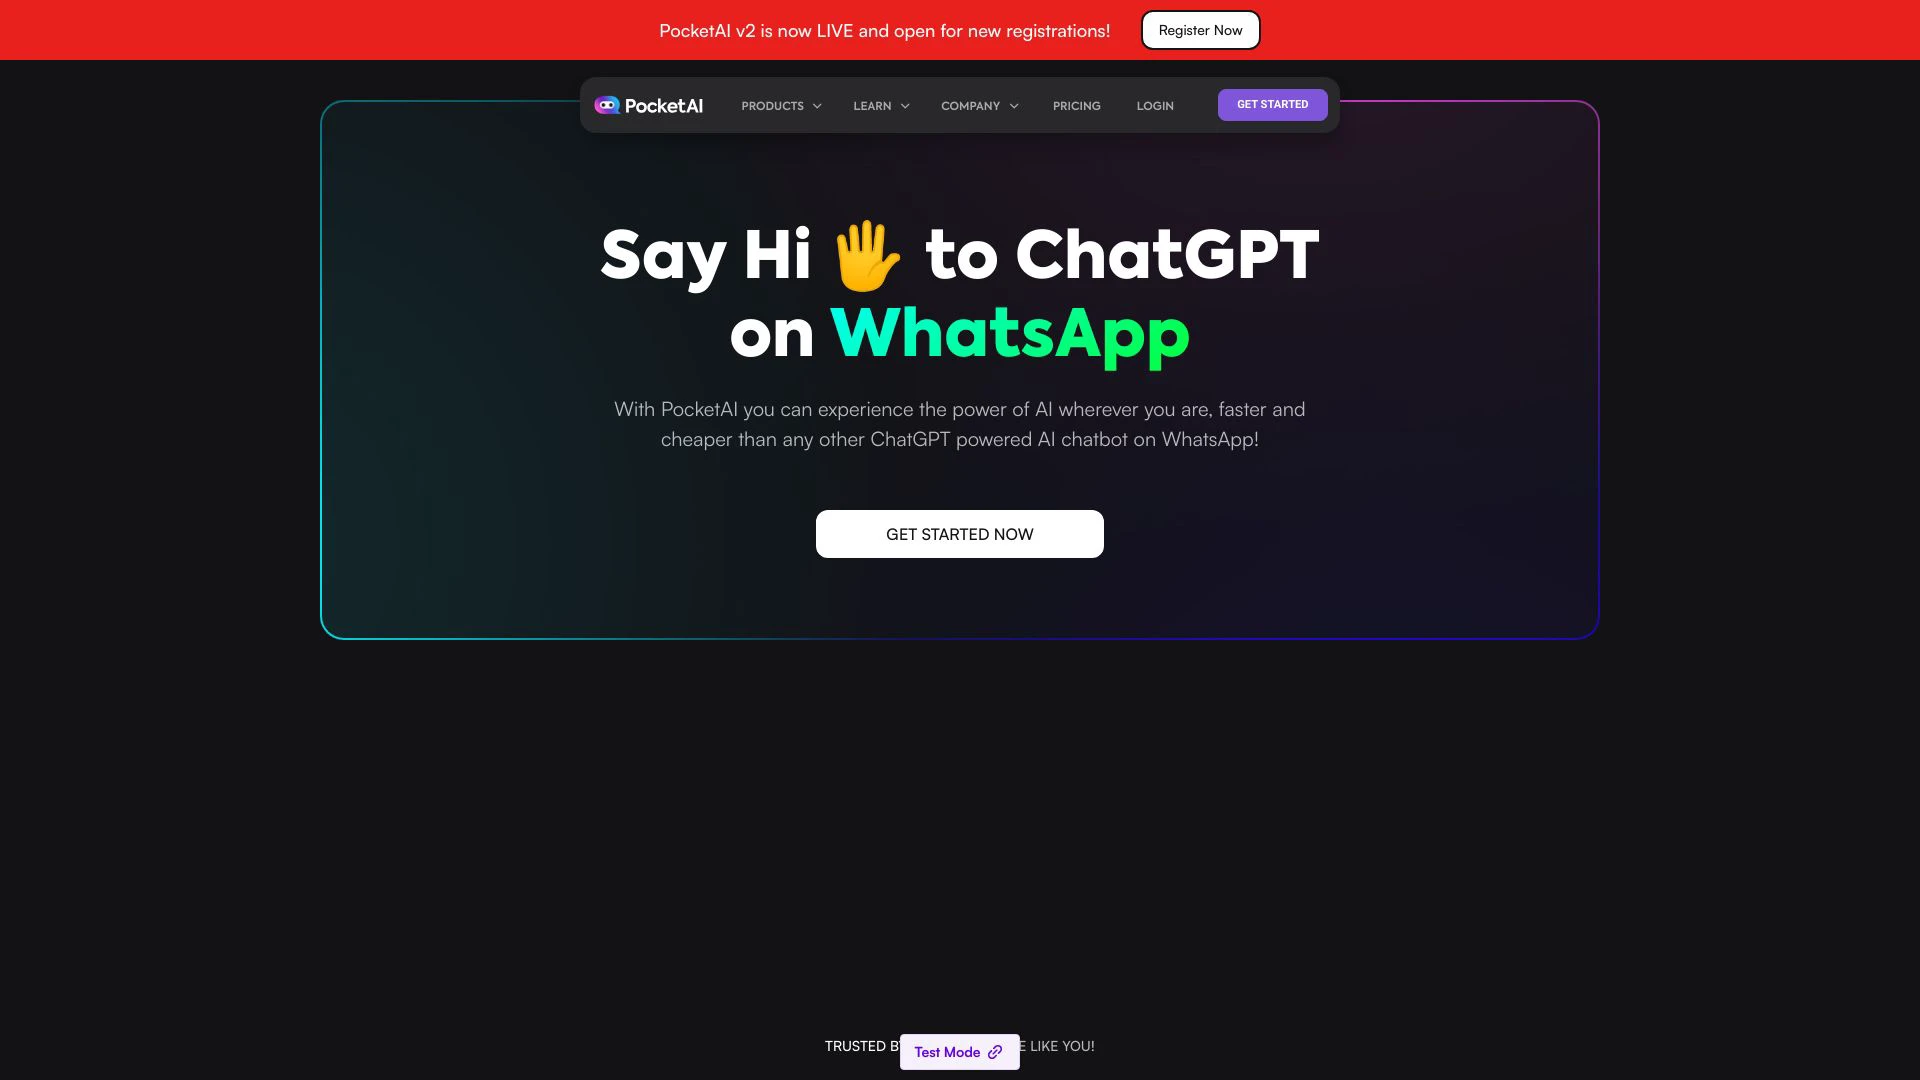 PocketAI v2 is now LIVE and open for new registrations!
Register Now
PocketAI
PRODUCTS
LEARN
COMPANY
PRICING
LOGIN
GET STARTED
Say Hi 🖐 to ChatGPT
on WhatsApp
With PocketAI you can experience the power of AI wherever you are, faster and
cheaper than any other ChatGPT powered AI chatbot on WhatsApp!
GET STARTED NOW
TRUSTED LIKE YOU!
Test Mode